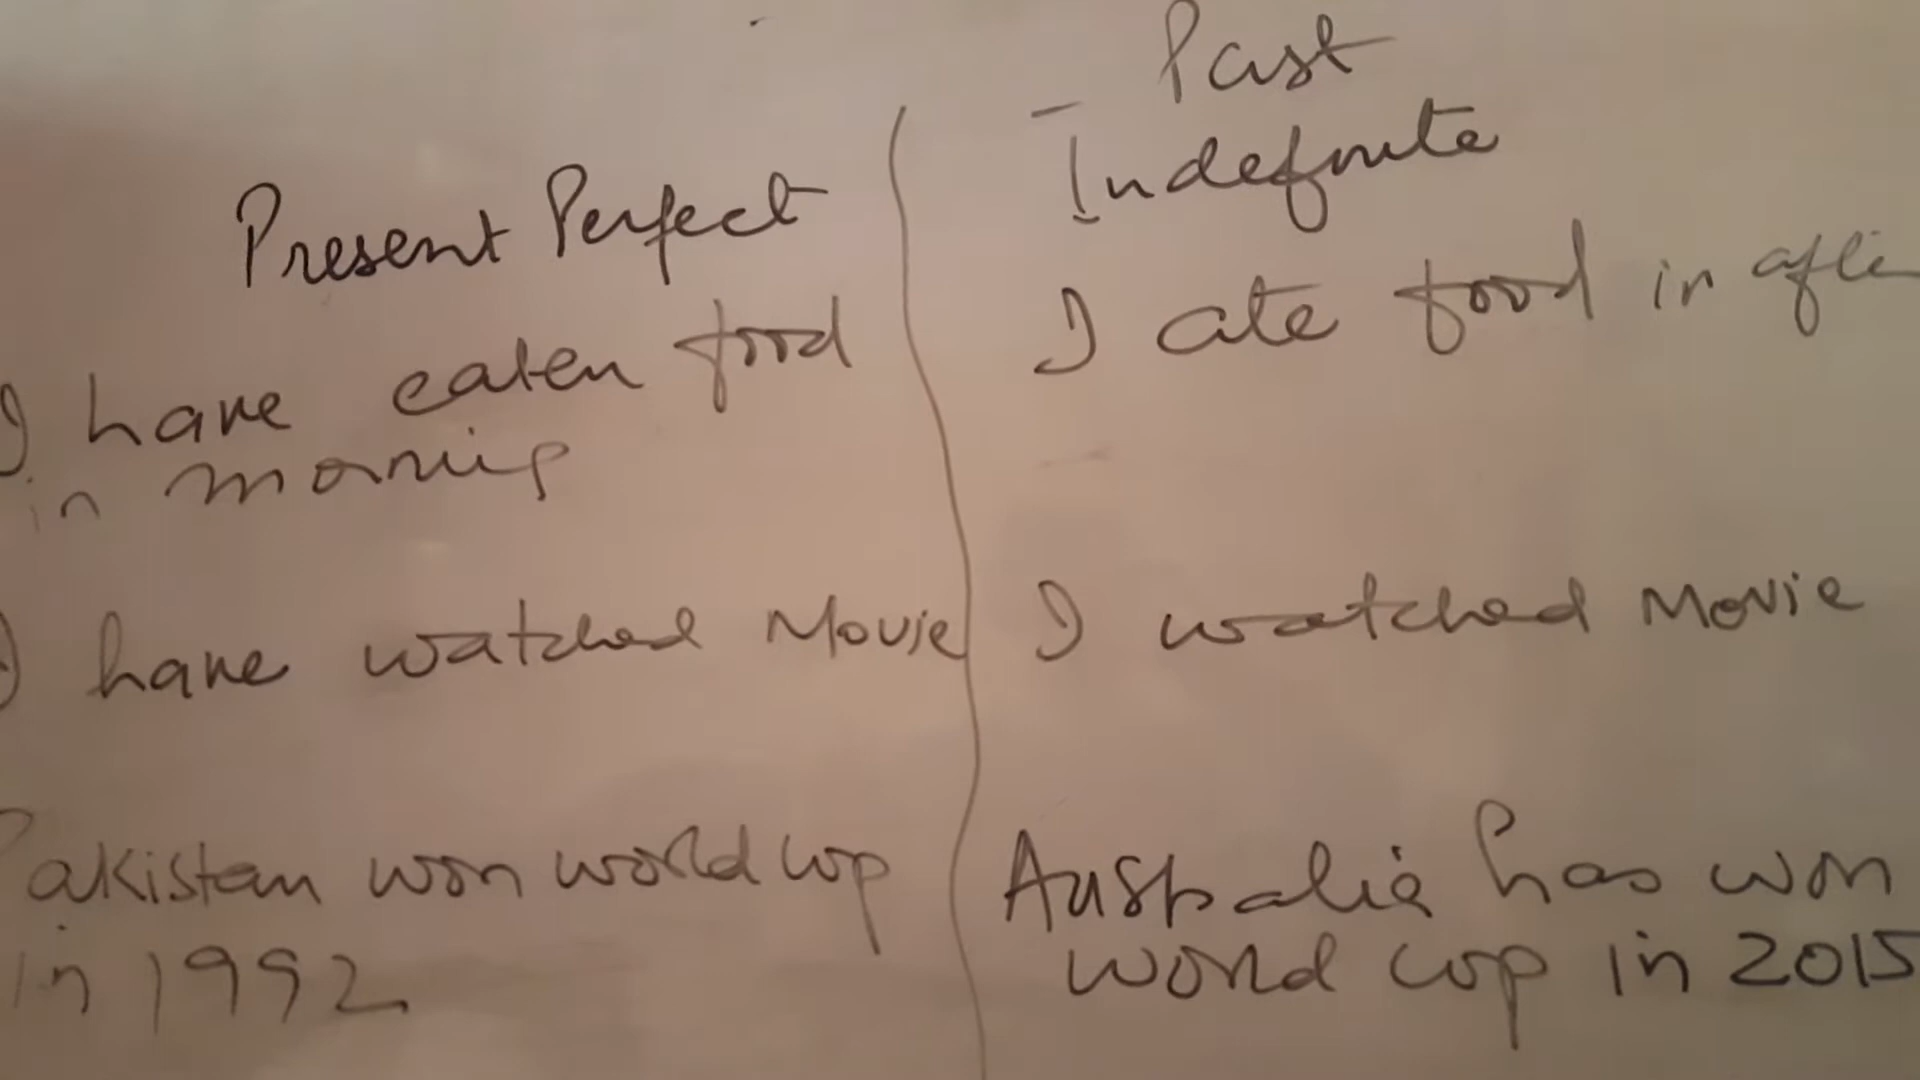 Present Perfect
I have eaten food
in morning
I have watched Movie
Pakistan won world cup
in 1992
Past
Indefinite
I ate food in
I watched Movie
Australia has won
world cup in 2015